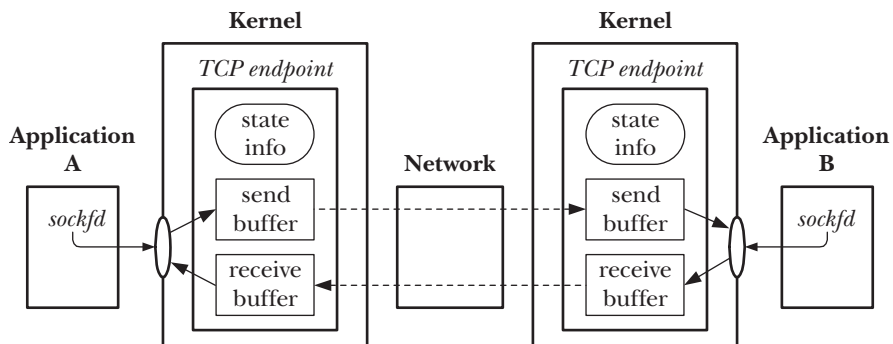 Kernel
Kernel
TCP endpoint
TCP endpoint
Application
A
state
info
Network
state
info
Application
B
sockfd
send
buffer
send
buffer
sockfd
receive
buffer
receive
buffer